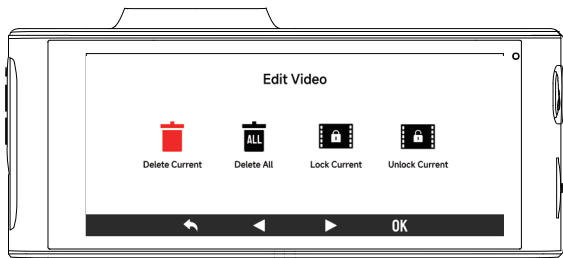 Edit Video
ALL
Delete Current
Delete All
Lock Current
Unlock Current
OK